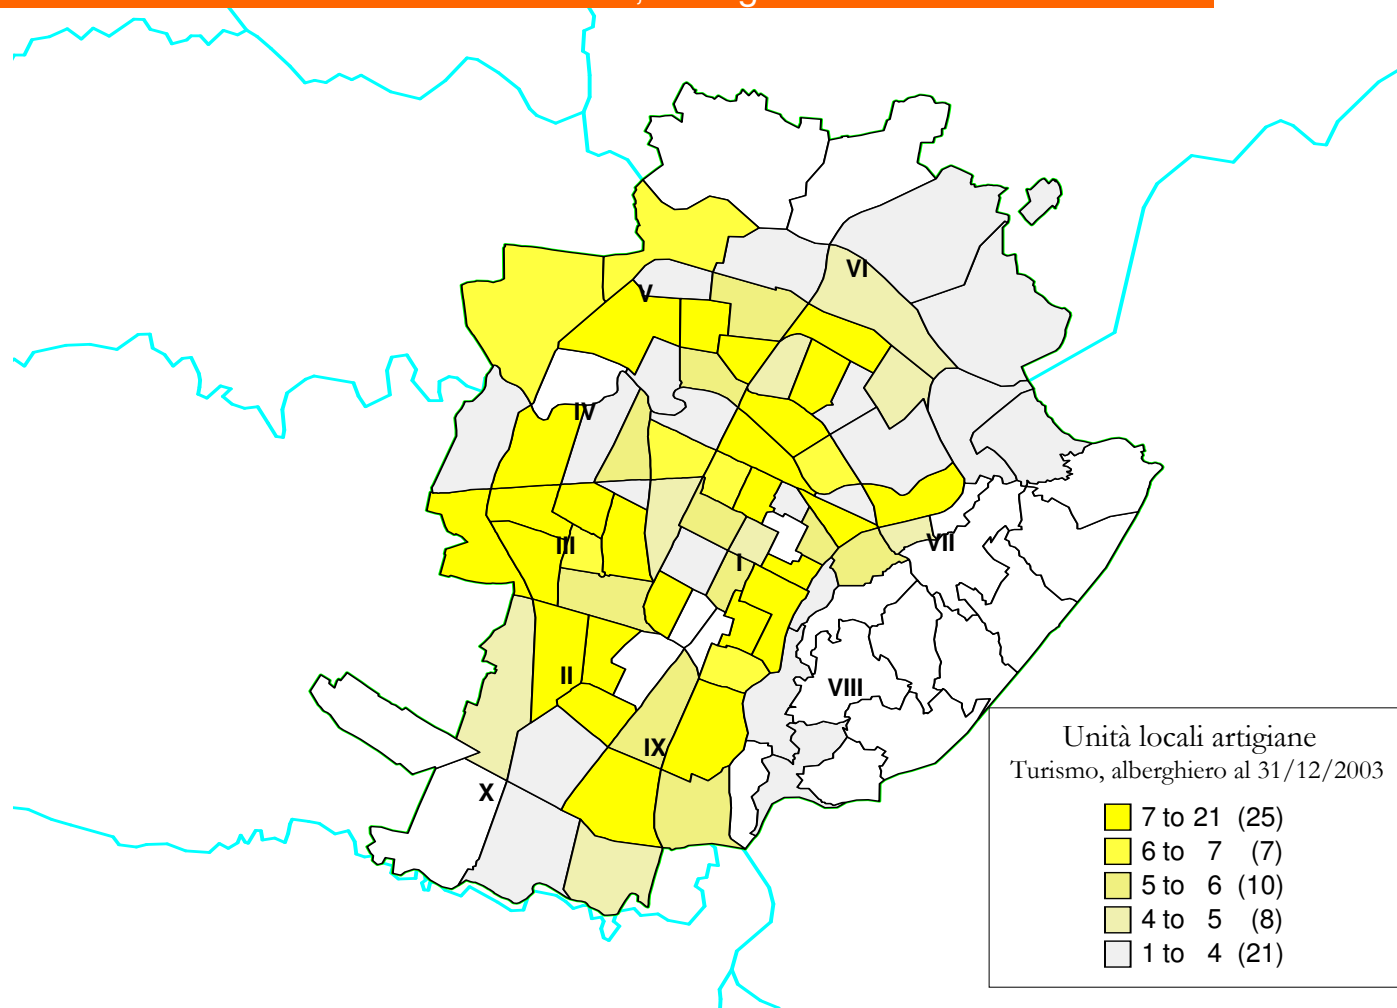 VI
V
IV
III
I
VII
II
VIII
IX
X
Unità locali artigiane
Turismo, alberghiero al 31/12/2003
7 to 21 (25)
6 to 7 (7)
5 to 6 (10)
4 to 5 (8)
1 to 4 (21)